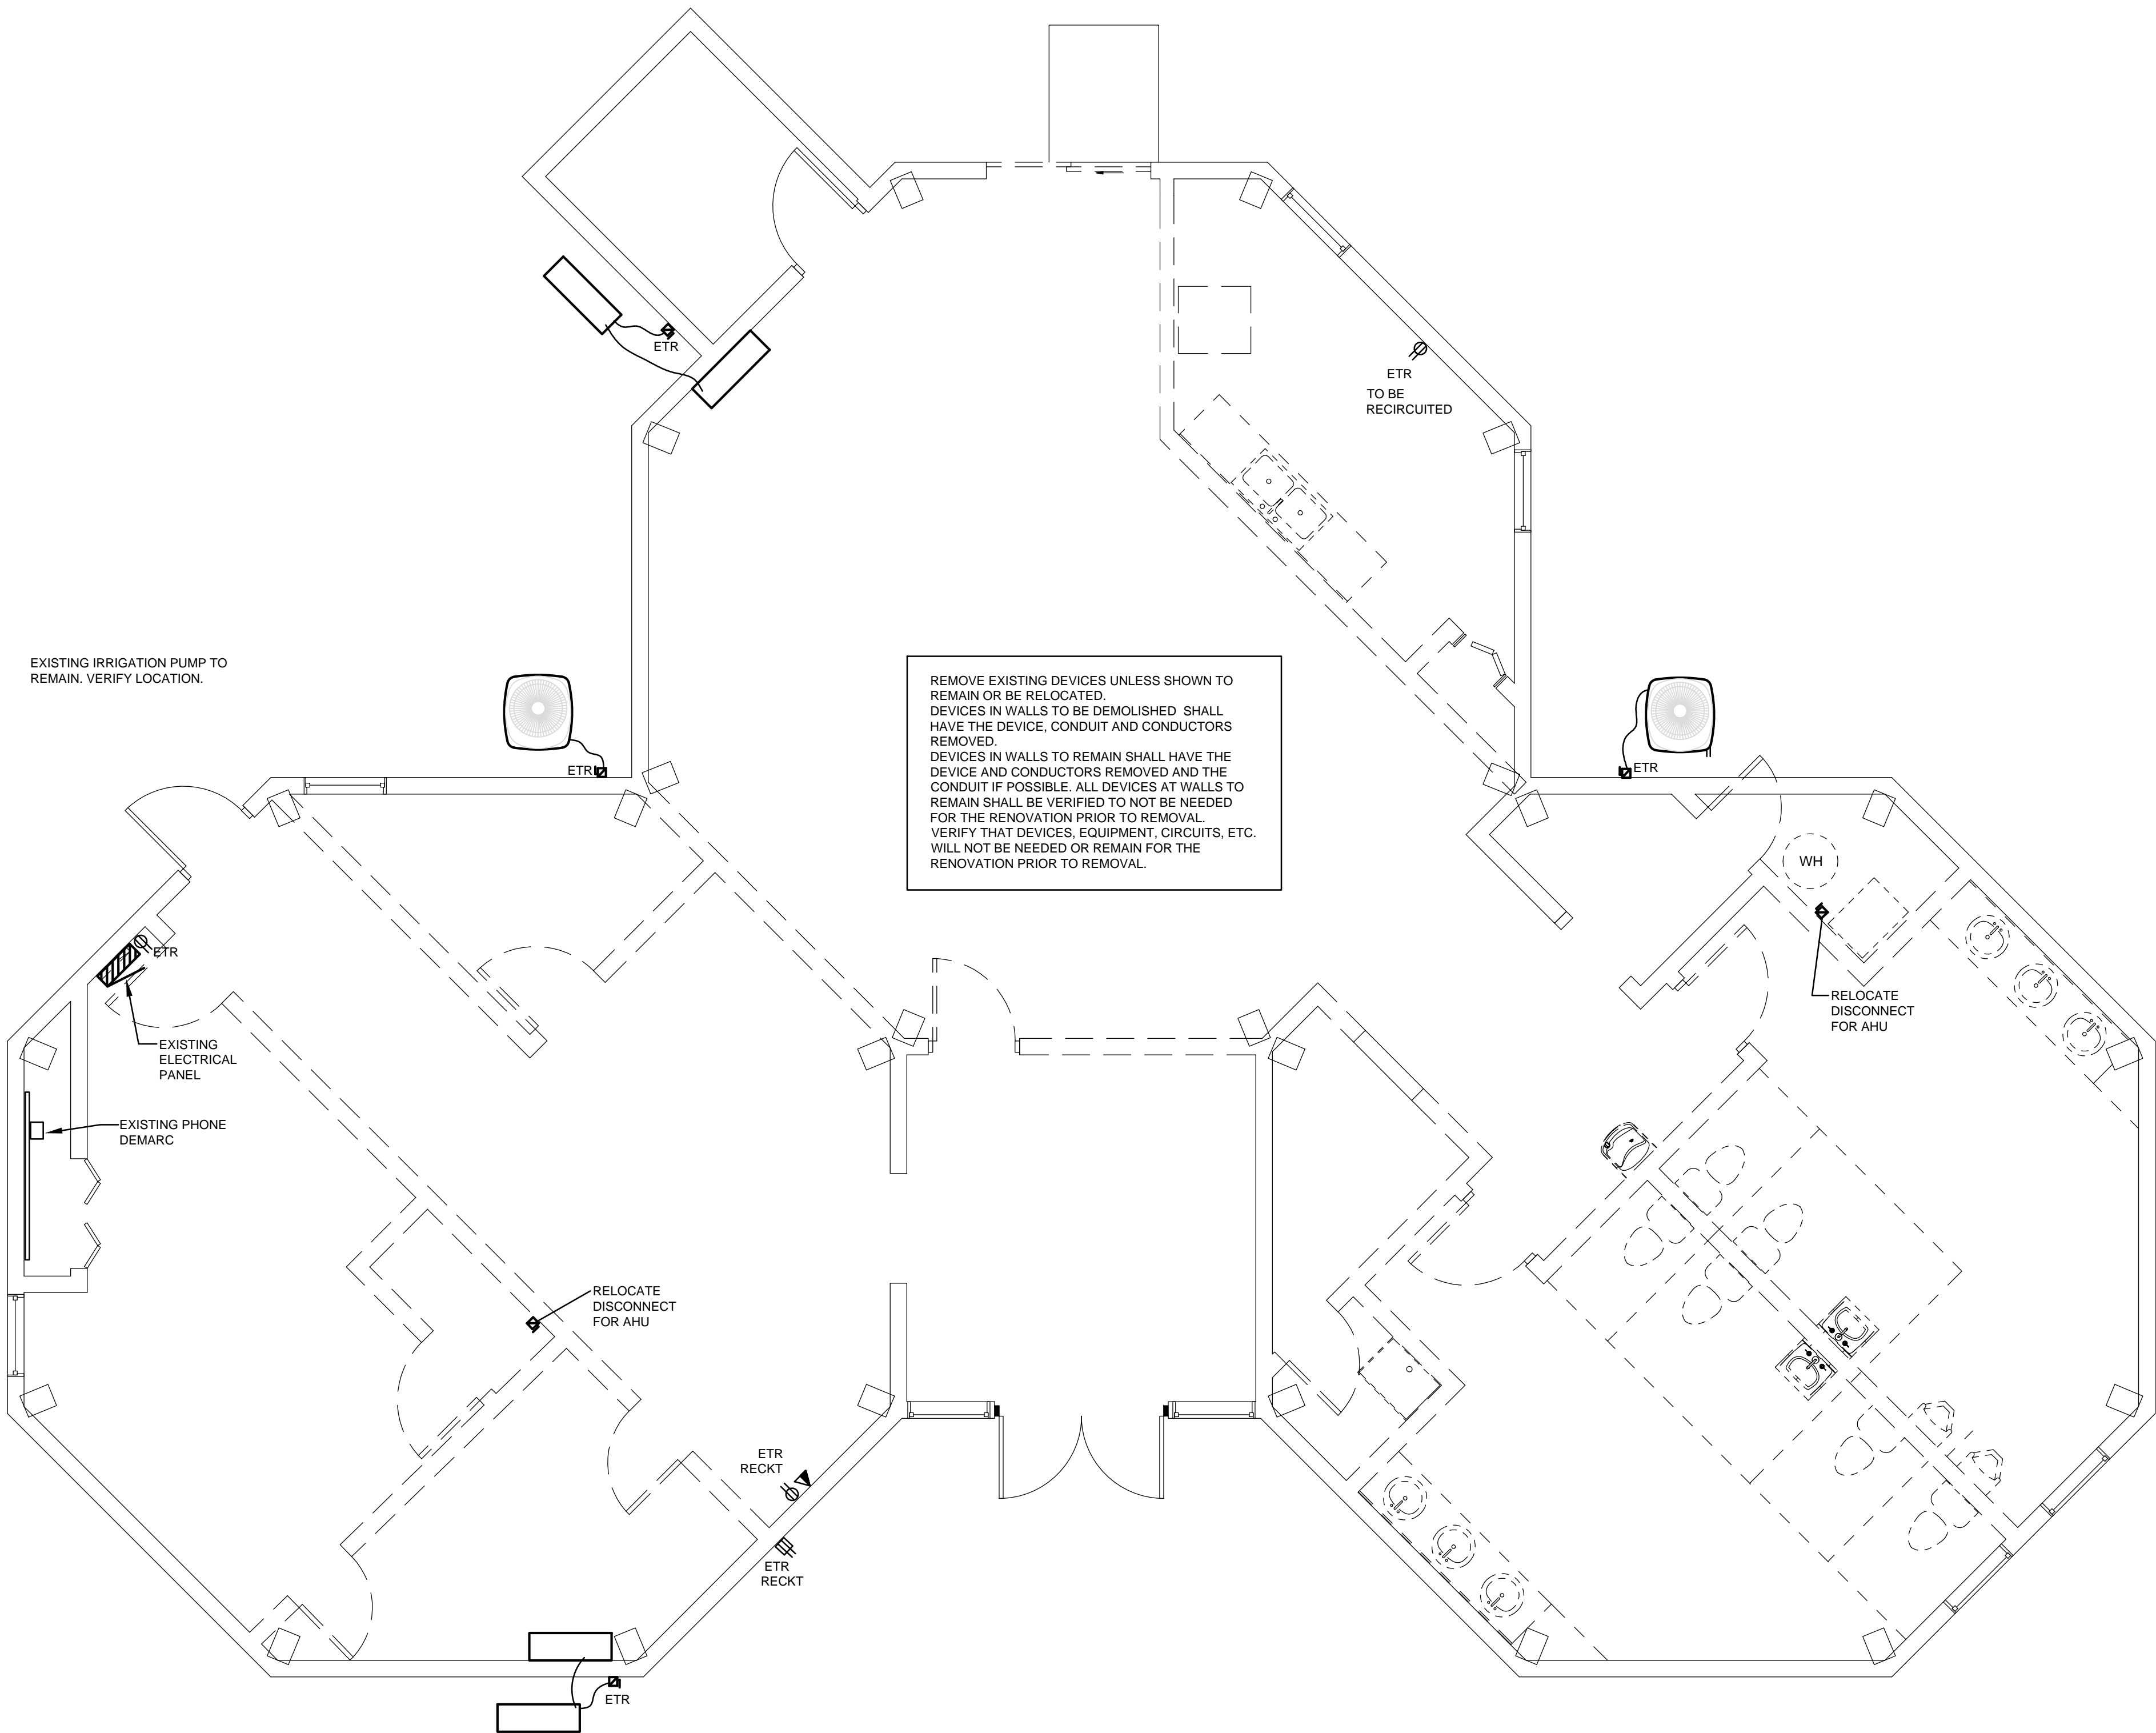 ETR
ETR
TO BE
RECIRCUITED
EXISTING IRRIGATION PUMP TO
REMAIN. VERIFY LOCATION.
REMOVE EXISTING DEVICES UNLESS SHOWN TO
REMAIN OR BE RELOCATED.
DEVICES IN WALLS TO BE DEMOLISHED SHALL
HAVE THE DEVICE, CONDUIT AND CONDUCTORS
REMOVED.
DEVICES IN WALLS TO REMAIN SHALL HAVE THE
DEVICE AND CONDUCTORS REMOVED AND THE
CONDUIT IF POSSIBLE. ALL DEVICES AT WALLS TO
REMAIN SHALL BE VERIFIED TO NOT BE NEEDED
FOR THE RENOVATION PRIOR TO REMOVAL.
VERIFY THAT DEVICES, EQUIPMENT, CIRCUITS, ETC.
WILL NOT BE NEEDED OR REMAIN FOR THE
RENOVATION PRIOR TO REMOVAL.
ETR
ETR
WH
ETR
RELOCATE
DISCONNECT
FOR AHU
EXISTING
ELECTRICAL
PANEL
EXISTING PHONE
DEMARC
RELOCATE
DISCONNECT
FOR AHU
ETR
RECKT
ETR
RECKT
ETR